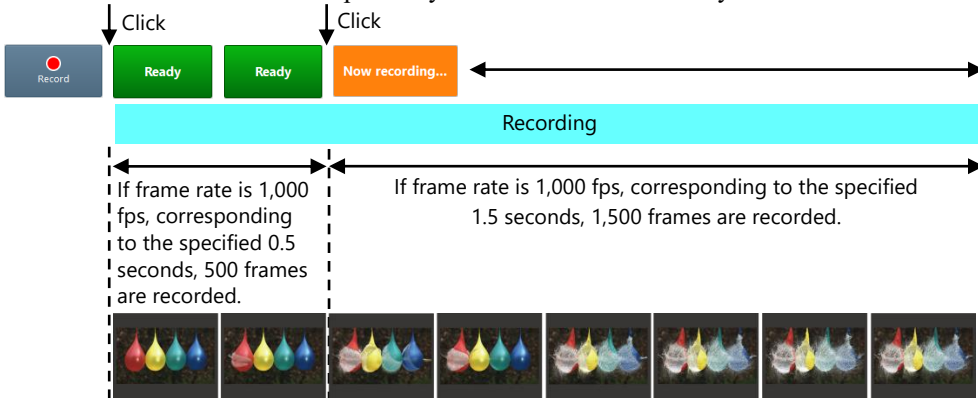 Click
Click
Record
Ready
Ready
Now recording...
Recording
If frame rate is 1,000
fps, corresponding
to the specified 0.5
seconds, 500 frames
are recorded.
If frame rate is 1,000 fps, corresponding to the specified
1.5 seconds, 1,500 frames are recorded.